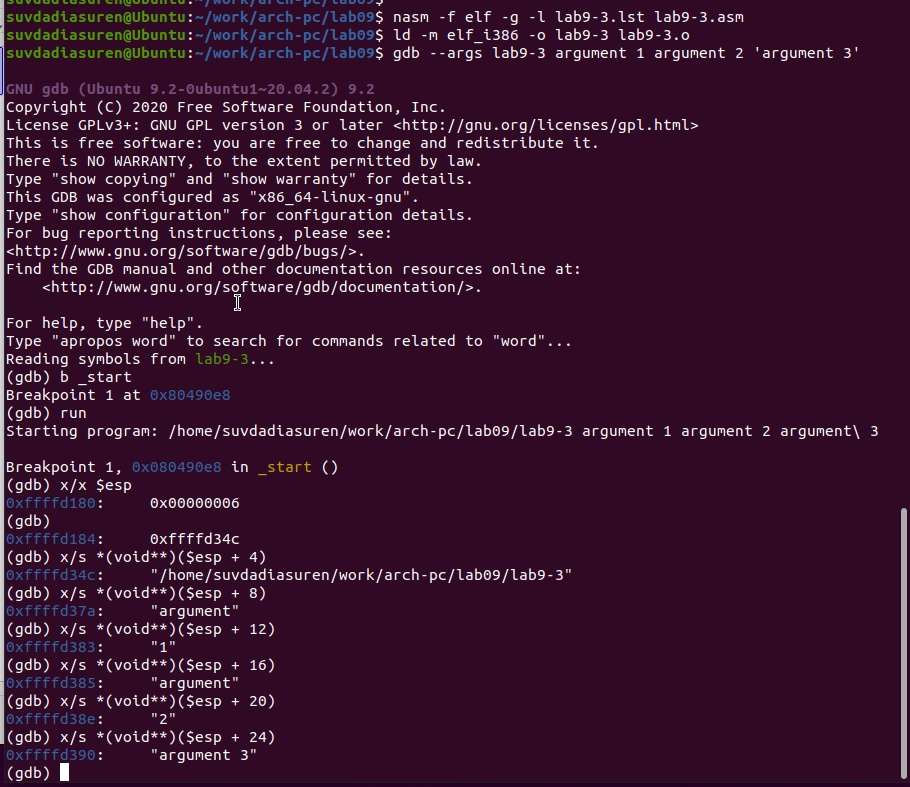 suvdadiasuren@Ubuntu:~/work/arch-pc/lab09$
suvdadiasuren@Ubuntu:~/work/arch-pc/lab09$ nasm -f elf -g -l lab9-3.lst lab9-3.asm
suvdadiasuren@Ubuntu:~/work/arch-pc/lab09$ ld -m elf_i386 -o lab9-3 lab9-3.o
suvdadiasuren@Ubuntu:~/work/arch-pc/lab09$ gdb --args lab9-3 argument 1 argument 2 'argument 3'
GNU gdb (Ubuntu 9.2-0ubuntu1~20.04.2) 9.2
Copyright (C) 2020 Free Software Foundation, Inc.
License GPLv3+: GNU GPL version 3 or later <http://gnu.org/licenses/gpl.html>
This is free software: you are free to change and redistribute it.
There is NO WARRANTY, to the extent permitted by law.
Type "show copying" and "show warranty" for details.
This GDB was configured as "x86_64-linux-gnu".
Type "show configuration" for configuration details.
For bug reporting instructions, please see:
<http://www.gnu.org/software/gdb/bugs/>.
Find the GDB manual and other documentation resources online at:
    <http://www.gnu.org/software/gdb/documentation/>.
For help, type "help".
Type "apropos word" to search for commands related to "word"...
Reading symbols from lab9-3...
(gdb) b _start
Breakpoint 1 at 0x80490e8
(gdb) run
Starting program: /home/suvdadiasuren/work/arch-pc/lab09/lab9-3 argument 1 argument 2 argument\ 3
Breakpoint 1, 0x080490e8 in _start ()
(gdb) x/x $esp
0xffffd180:     0x00000006
(gdb)
0xffffd184:     0xffffd34c
(gdb) x/s *(void**)($esp + 4)
0xffffd34c:     "/home/suvdadiasuren/work/arch-pc/lab09/lab9-3"
(gdb) x/s *(void**)($esp + 8)
0xffffd37a:     "argument"
(gdb) x/s *(void**)($esp + 12)
0xffffd383:     "1"
(gdb) x/s *(void**)($esp + 16)
0xffffd385:     "argument"
(gdb) x/s *(void**)($esp + 20)
0xffffd38e:     "2"
(gdb) x/s *(void**)($esp + 24)
0xffffd390:     "argument 3"
(gdb)